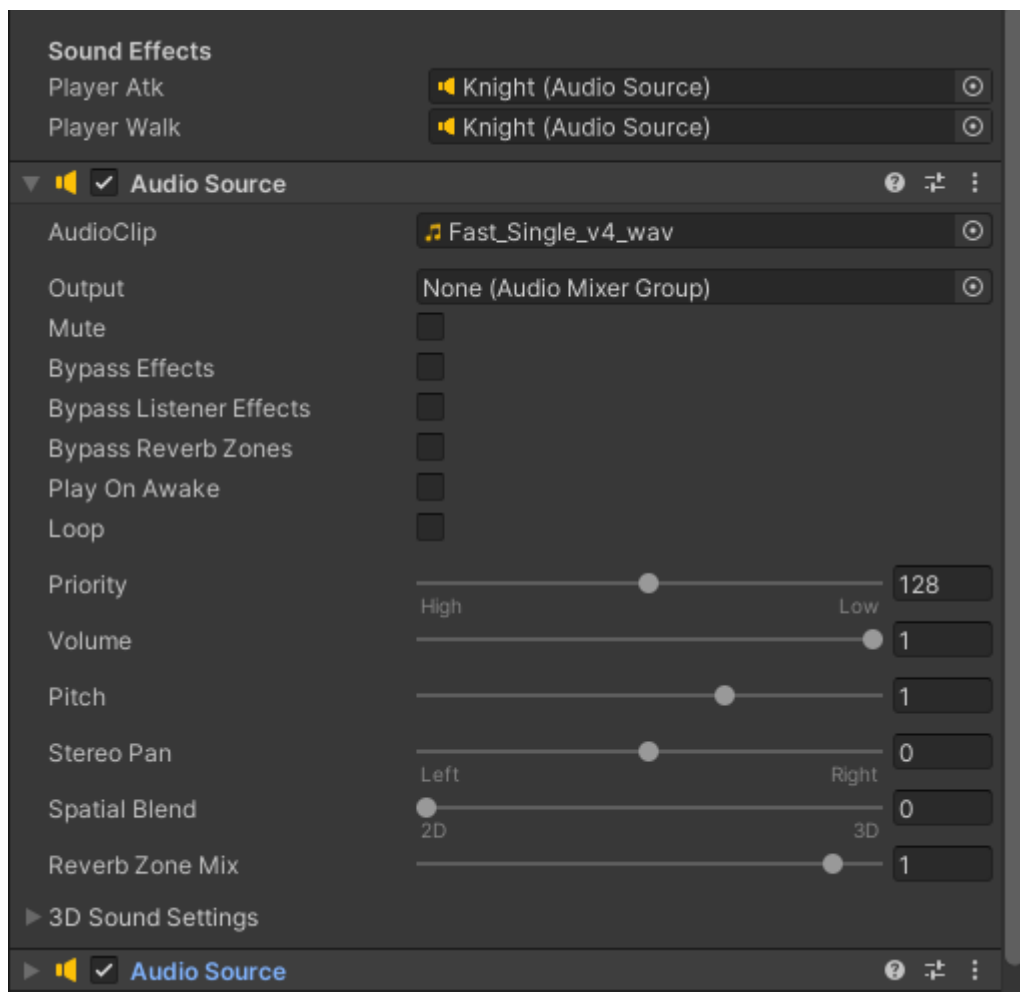 Sound Effects
Player Atk Knight (Audio Source)
Player Walk Knight (Audio Source)
Audio Source
AudioClip Fast_Single_v4_wav
Output None (Audio Mixer Group)
Mute
Bypass Effects
Bypass Listener Effects
Bypass Reverb Zones
Play On Awake
Loop
Priority 128
High Low
Volume 1
Pitch 1
Stereo Pan 0
Left Right
Spatial Blend 0
2D 3D
Reverb Zone Mix 1
3D Sound Settings
Audio Source